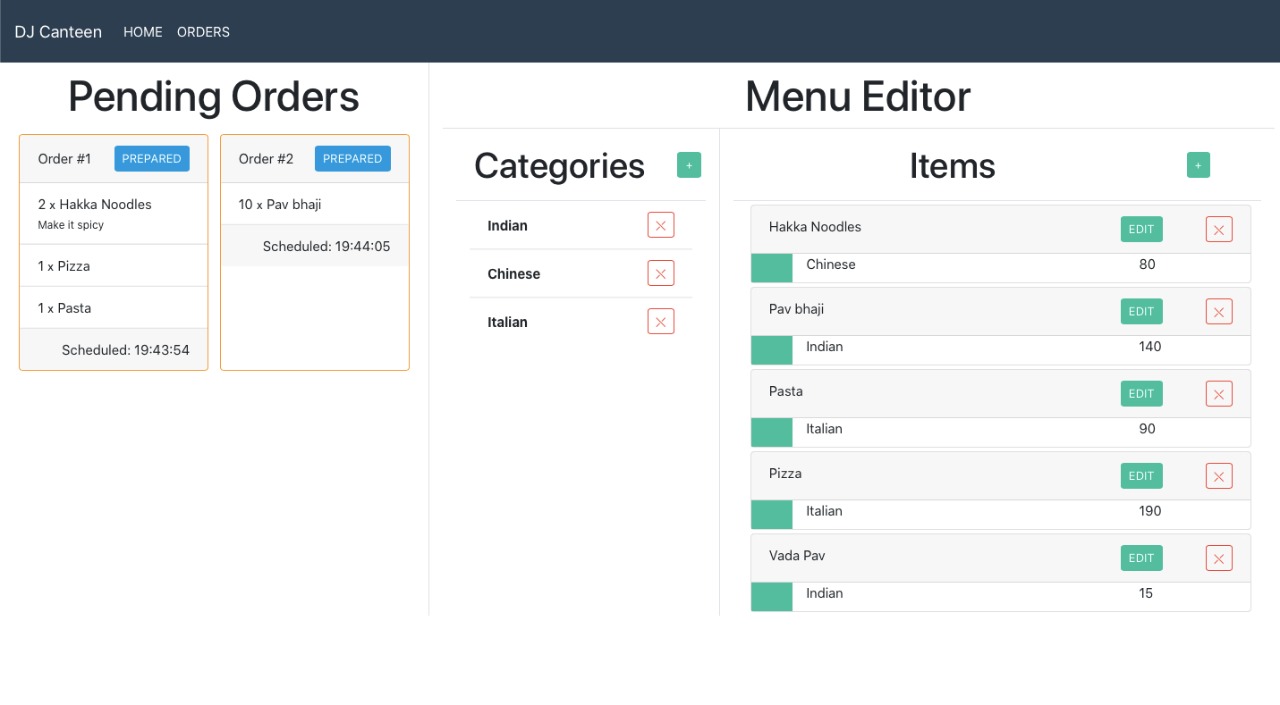 DJ Canteen HOME ORDERS
Pending Orders
Order #1 PREPARED
2 x Hakka Noodles
Make it spicy
1 x Pizza
1 x Pasta
Scheduled: 19:43:54
Order #2 PREPARED
10 x Pav bhaji
Scheduled: 19:44:05
Menu Editor
Categories +
Indian
Chinese
Italian
Items +
Hakka Noodles EDIT
Chinese 80
Pav bhaji EDIT
Indian 140
Pasta EDIT
Italian 90
Pizza EDIT
Italian 190
Vada Pav EDIT
Indian 15